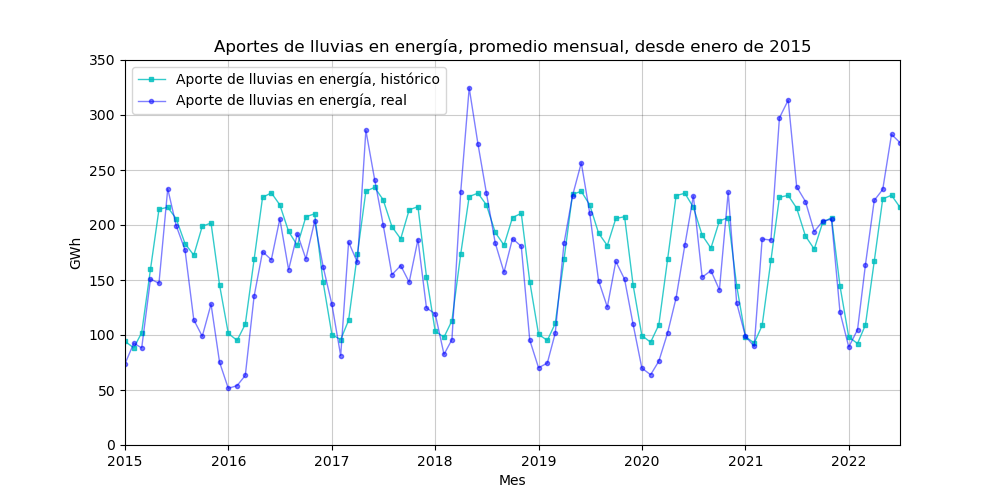 Aportes de lluvias en energía, promedio mensual, desde enero de 2015
350
Aporte de lluvias en energía, histórico
Aporte de lluvias en energía, real
300
250
200
GWh
150
100
50
0
2015 2016 2017 2018 2019 2020 2021 2022
Mes